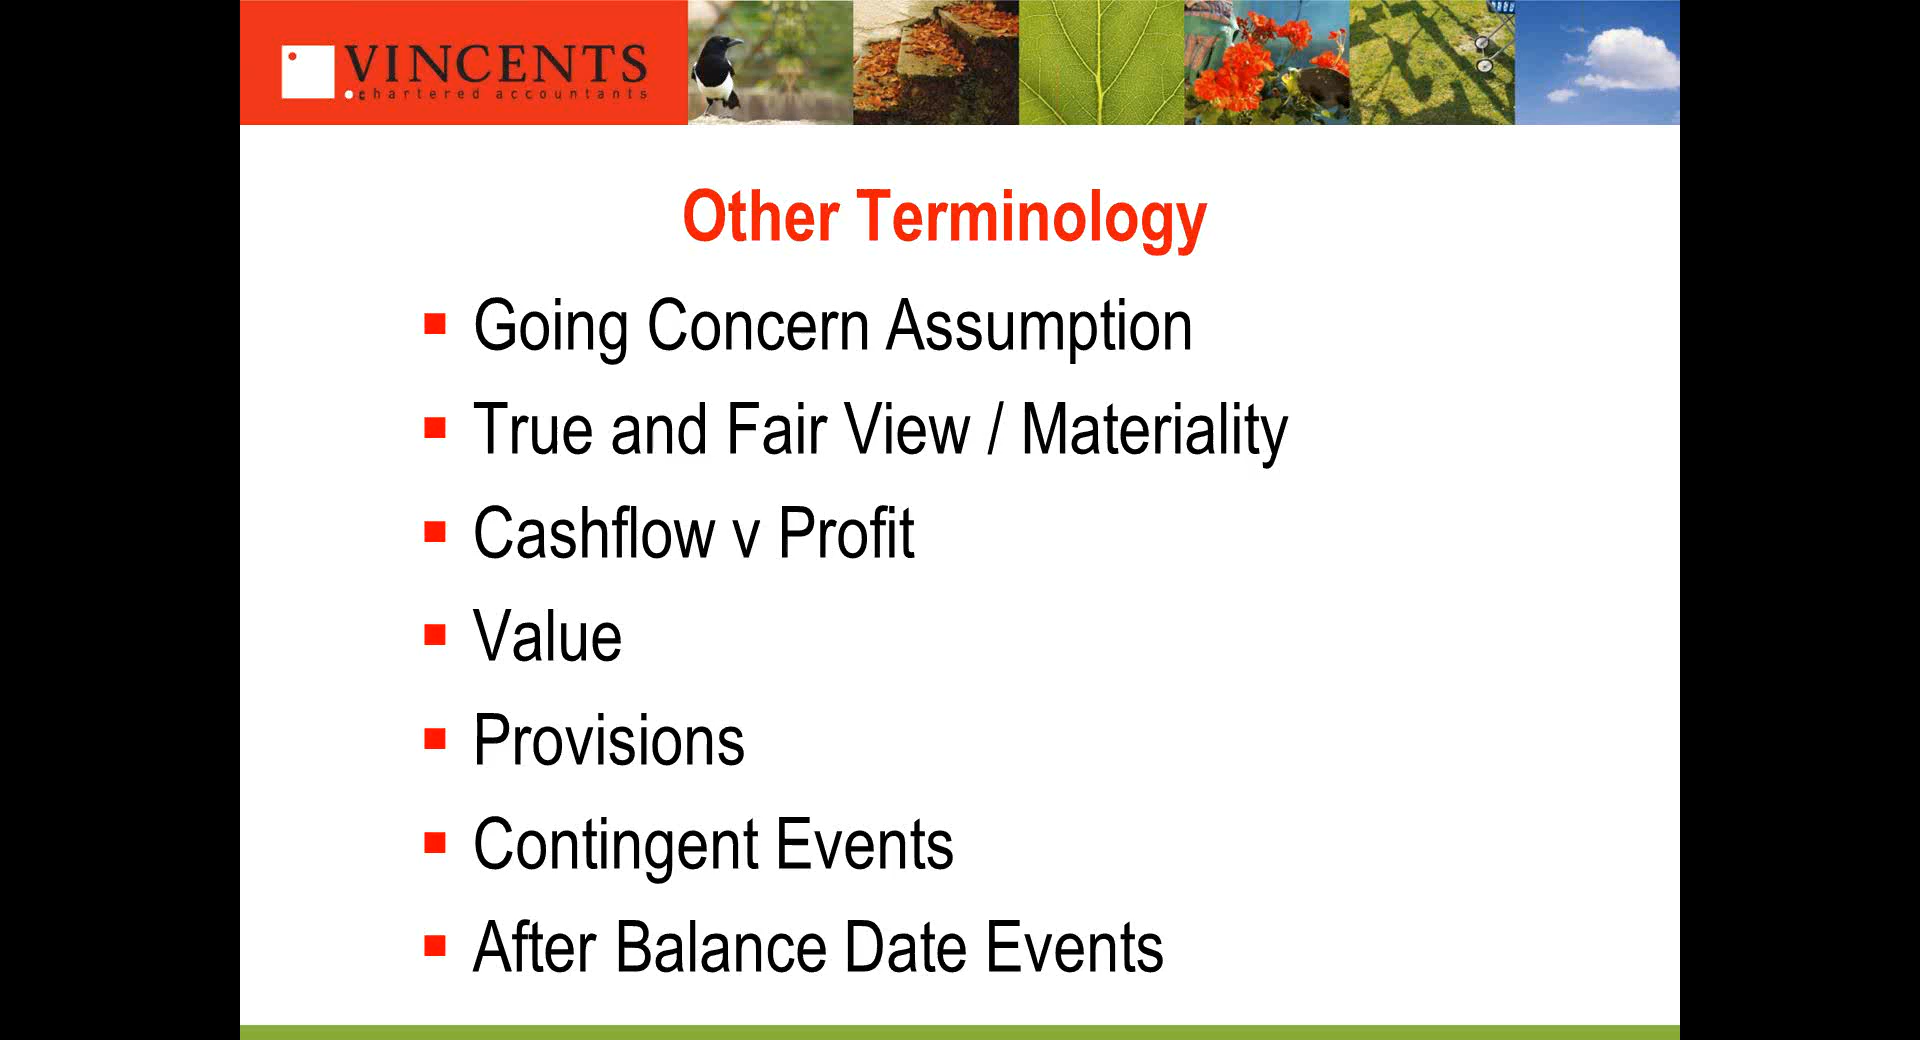 VINCENTS
chartered accountants
Other Terminology
Going Concern Assumption
True and Fair View / Materiality
Cashflow v Profit
Value
Provisions
Contingent Events
After Balance Date Events